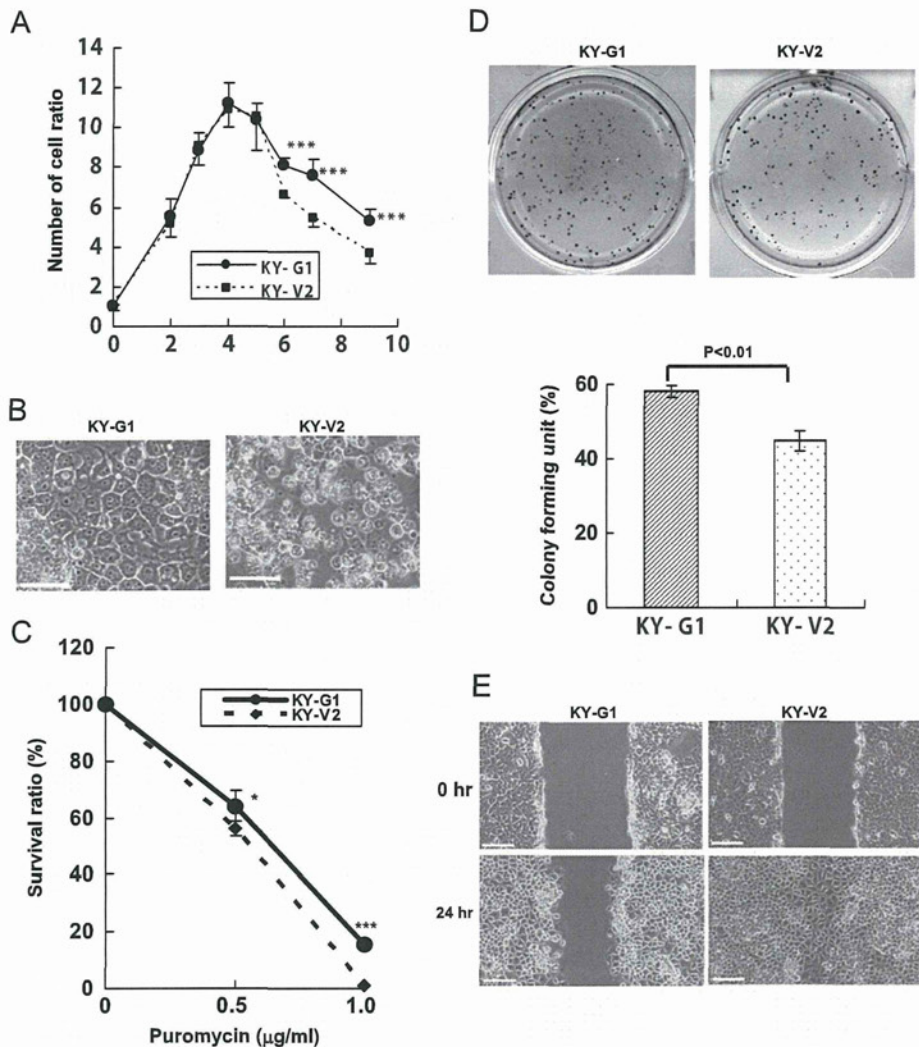 A
Number of cell ratio
14
12
10
8
6
4
2
0
0 2 4 6 8 10
***
***
***
KY- G1
KY- V2
B
KY-G1
KY-V2
C
Survival ratio (%)
120
100
80
60
40
20
0
0 0.5 1.0
Puromycin (μg/ml)
KY-G1
KY-V2
*
***
D
KY-G1
KY-V2
P<0.01
Colony forming unit (%)
60
40
20
0
KY- G1 KY- V2
E
KY-G1
KY-V2
0 hr
24 hr